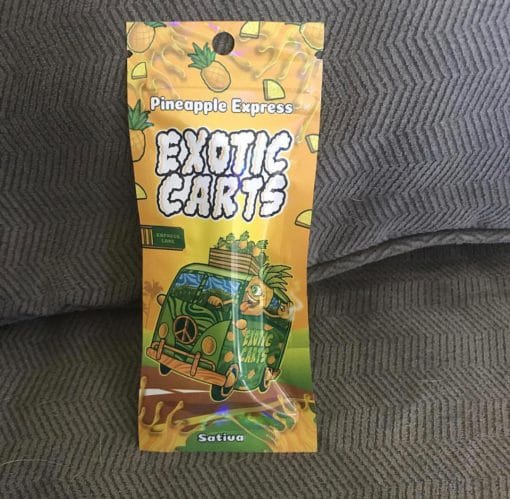 Pineapple Express
EXOTIC
CARTS
EXPRESS
LANE
EXOTIC
CARTS
Sativa